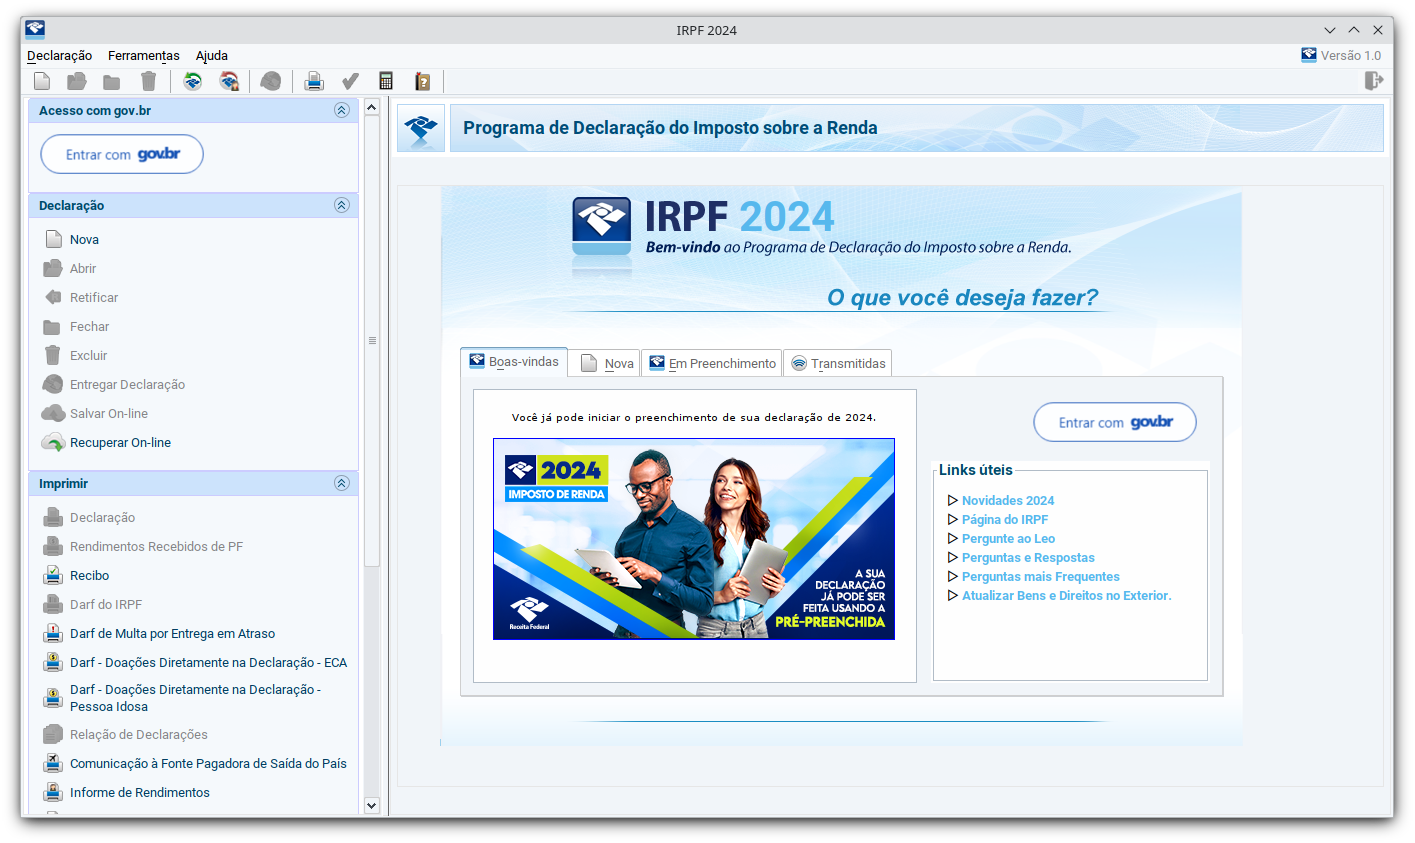 IRPF 2024
Declaração Ferramentas Ajuda
Versão 1.0
Acesso com gov.br
Entrar com gov.br
Declaração
Nova
Abrir
Retificar
Fechar
Excluir
Entregar Declaração
Salvar On-line
Recuperar On-line
Imprimir
Declaração
Rendimentos Recebidos de PF
Recibo
Darf do IRPF
Darf de Multa por Entrega em Atraso
Darf - Doações Diretamente na Declaração - ECA
Darf - Doações Diretamente na Declaração -
Pessoa Idosa
Relação de Declarações
Comunicação à Fonte Pagadora de Saída do País
Informe de Rendimentos
Programa de Declaração do Imposto sobre a Renda
IRPF 2024
Bem-vindo ao Programa de Declaração do Imposto sobre a Renda.
O que você deseja fazer?
Boas-vindas Nova Em Preenchimento Transmitidas
Você já pode iniciar o preenchimento de sua declaração de 2024.
2024
IMPOSTO DE RENDA
A SUA
DECLARAÇÃO
JÁ PODE SER
FEITA USANDO A
PRÉ-PREENCHIDA
Receita Federal
Entrar com gov.br
Links úteis
Novidades 2024
Página do IRPF
Pergunte ao Leo
Perguntas e Respostas
Perguntas mais Frequentes
Atualizar Bens e Direitos no Exterior.